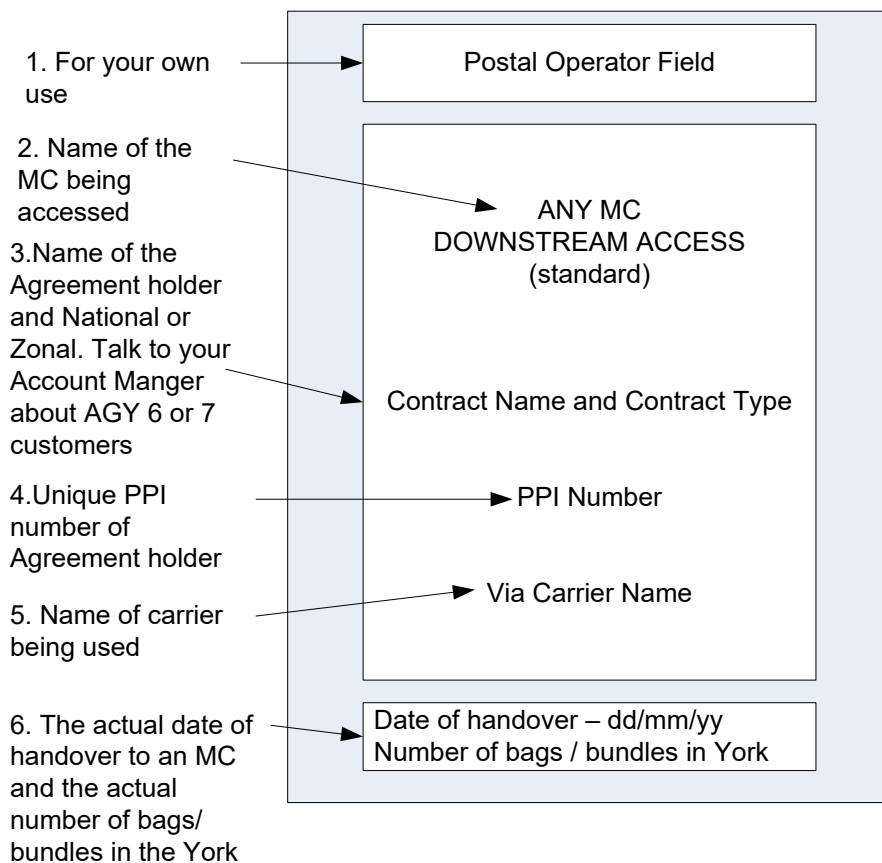 1. For your own
use
2. Name of the
MC being
accessed
3.Name of the
Agreement holder
and National or
Zonal. Talk to your
Account Manger
about AGY 6 or 7
customers
4.Unique PPI
number of
Agreement holder
5. Name of carrier
being used
6. The actual date of
handover to an MC
and the actual
number of bags/
bundles in the York
Postal Operator Field
ANY MC
DOWNSTREAM ACCESS
(standard)
Contract Name and Contract Type
PPI Number
Via Carrier Name
Date of handover – dd/mm/yy
Number of bags / bundles in York